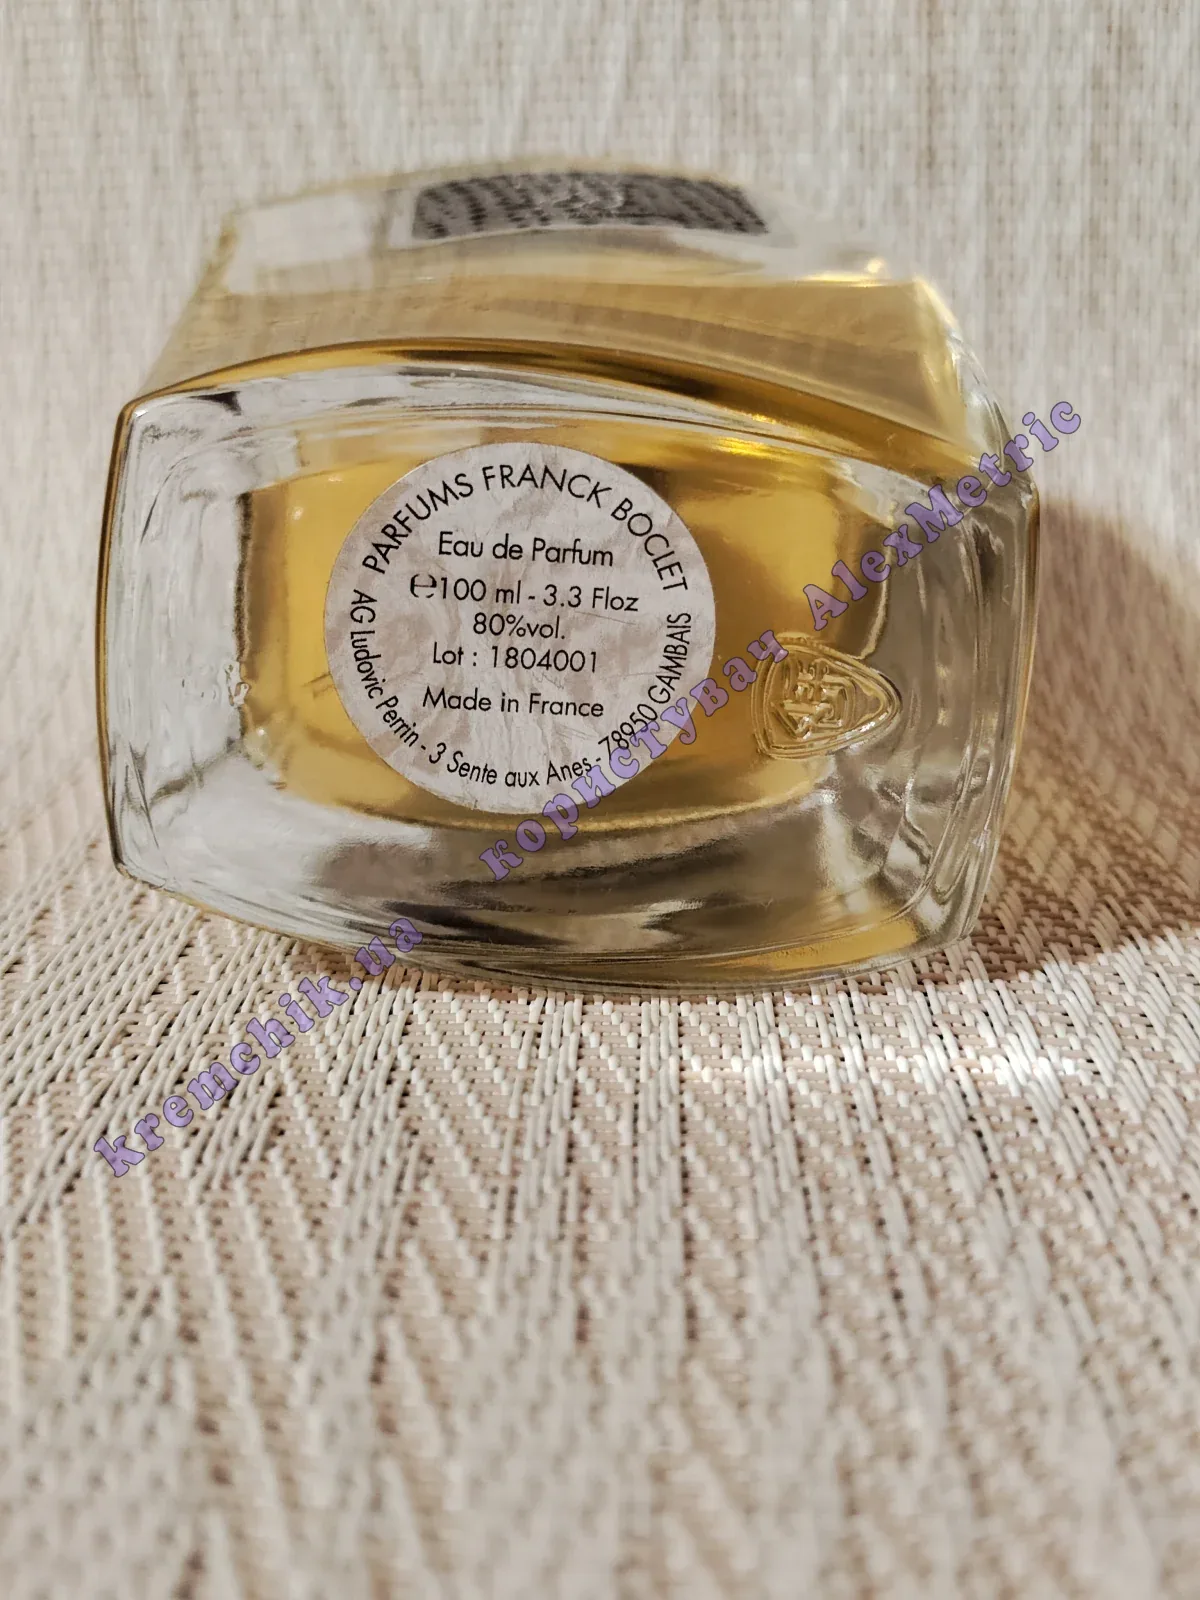 PARFUMS FRANCK BOCLET
Eau de Parfum
℮100 ml - 3.3 Floz
80%vol.
Lot : 1804001
Made in France
AG Ludovic Perrin - 3 Sente aux Anes - 78950 GAMBAIS
kremchik.ua користувач AlexMetric